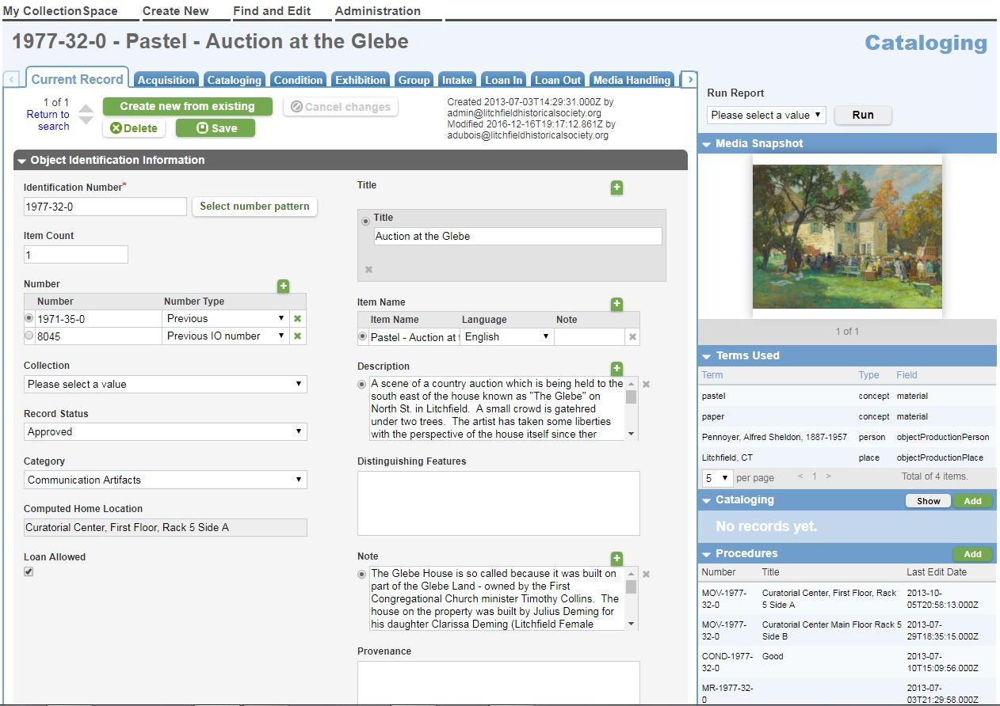 My CollectionSpace Create New Find and Edit Administration
1977-32-0 - Pastel - Auction at the Glebe
Cataloging
Current Record Acquisition Cataloging Condition Exhibition Group Intake Loan In Loan Out Media Handling
1 of 1
Return to
search
Create new from existing
Cancel changes
Delete
Save
Created 2013-07-03T14:29:31.000Z by
admin@litchfieldhistoricalsociety.org
Modified 2016-12-16T19:17:12.861Z by
adubois@litchfieldhistoricalsociety.org
Object Identification Information
Identification Number*
1977-32-0
Select number pattern
Item Count
1
Number
Number Number Type
1971-35-0 Previous
8045 Previous IO number
Collection
Please select a value
Record Status
Approved
Category
Communication Artifacts
Computed Home Location
Curatorial Center, First Floor, Rack 5 Side A
Loan Allowed
Title
Title
Auction at the Glebe
Item Name
Item Name Language Note
Pastel - Auction at t English
Description
A scene of a country auction which is being held to the
south east of the house known as "The Glebe" on
North St. in Litchfield. A small crowd is gatehred
under two trees. The artist has taken some liberties
with the perspective of the house itself since ther
Distinguishing Features
Note
The Glebe House is so called because it was built on
part of the Glebe Land - owned by the First
Congregational Church minister Timothy Collins. The
house on the property was built by Julius Deming for
his daughter Clarissa Deming (Litchfield Female
Provenance
Run Report
Please select a value
Run
Media Snapshot
1 of 1
Terms Used
Term Type Field
pastel concept material
paper concept material
Pennoyer, Alfred Sheldon, 1887-1957 person objectProductionPerson
Litchfield, CT place objectProductionPlace
5 per page < 1 > Total of 4 items.
Cataloging Show Add
No records yet.
Procedures Add
Number Title Last Edit Date
MOV-1977- Curatorial Center, First Floor, Rack 2013-10-
32-0 5 Side A 05T20:58:13.000Z
MOV-1977- Curatorial Center Main Floor Rack 5 2013-07-
32-0 Side B 29T18:35:15.000Z
COND-1977- Good 2013-07-
32-0 10T15:09:56.000Z
MR-1977-32- 2013-07-
0 03T21:29:58.000Z